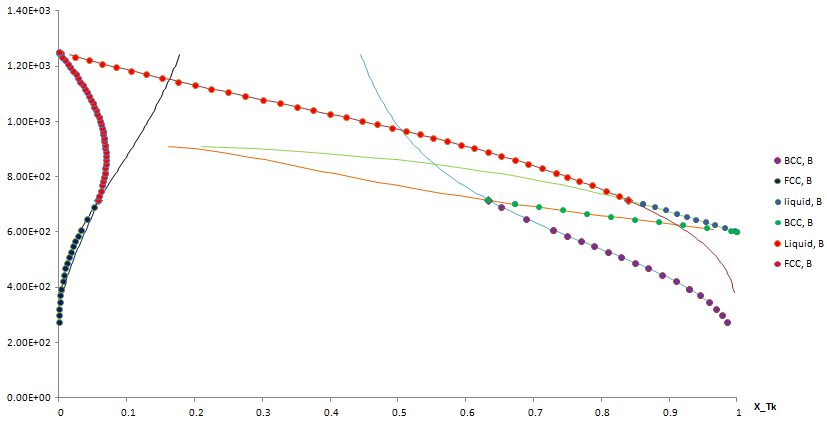 1.40E+03
1.20E+03
1.00E+03
8.00E+02
6.00E+02
4.00E+02
2.00E+02
0.00E+00
0 0.1 0.2 0.3 0.4 0.5 0.6 0.7 0.8 0.9 1
X_Tk
BCC, B
FCC, B
liquid, B
BCC, B
Liquid, B
FCC, B